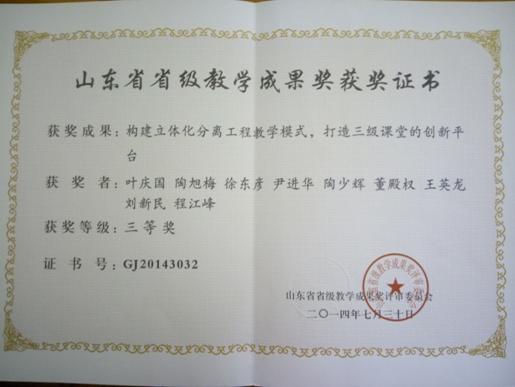 山东省省级教学成果奖获奖证书
获奖成果：构建立体化分离工程教学模式，打造三级课堂的创新平
台
获 奖 者：叶庆国 陶旭梅 徐东彦 尹进华 陶少辉 董殿权 王英龙
刘新民 程江峰
获奖等级：三等奖
证 书 号：GJ20143032
山东省省级教学成果奖评审委员会
二〇一四年七月三十日